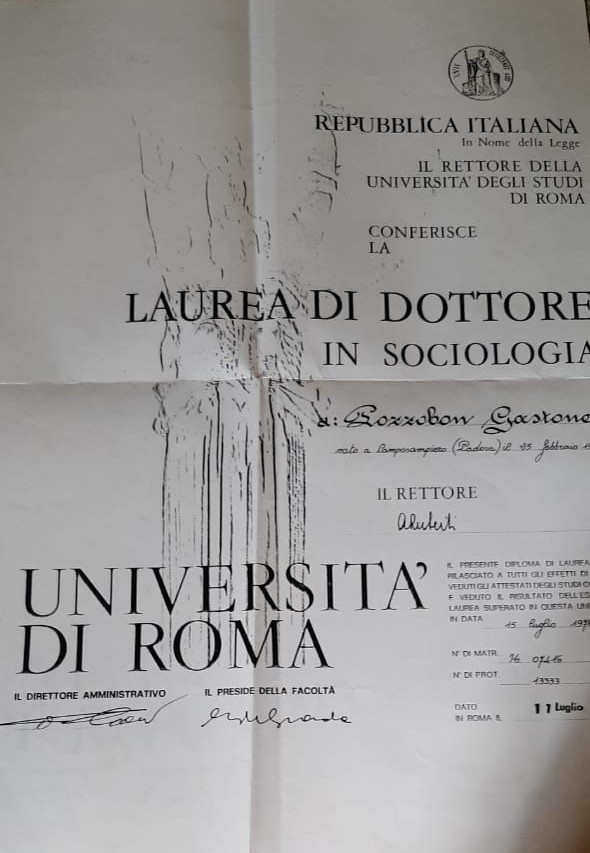 REPUBBLICA ITALIANA
In Nome della Legge
IL RETTORE DELLA
UNIVERSITA' DEGLI STUDI
DI ROMA
CONFERISCE
LA
LAUREA DI DOTTORE
IN SOCIOLOGIA
a: Pozzobon Gastone
nato a Camposampiero (Padova) il 25 febbraio
IL RETTORE
UNIVERSITA'
DI ROMA
IL PRESENTE DIPLOMA DI LAUREA
RILASCIATO A TUTTI GLI EFFETTI DI
VEDUTI GLI ATTESTATI DEGLI STUDI
E VEDUTO IL RISULTATO DELL'
LAUREA SUPERATO IN QUESTA
IN DATA 15 luglio
N° DI MATR.
N° DI PROT. 13333
DATO
IN ROMA IL 11 Luglio
IL DIRETTORE AMMINISTRATIVO
IL PRESIDE DELLA FACOLTÀ